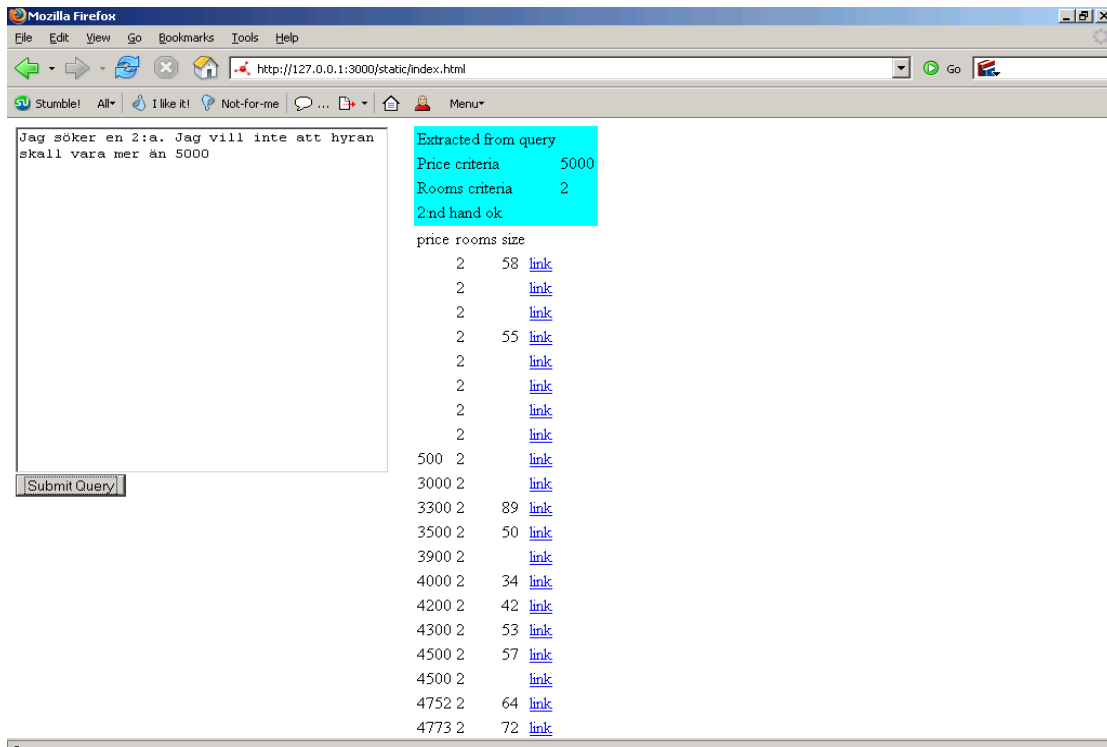 Mozilla Firefox
File Edit View Go Bookmarks Tools Help
http://127.0.0.1:3000/static/index.html Go
Stumble! All I like it! Not-for-me ... Menu
Jag söker en 2:a. Jag vill inte att hyran
skall vara mer än 5000
Submit Query
Extracted from query
Price criteria 5000
Rooms criteria 2
2:nd hand ok
price rooms size
2 58 link
2 link
2 link
2 55 link
2 link
2 link
2 link
2 link
500 2 link
3000 2 link
3300 2 89 link
3500 2 50 link
3900 2 link
4000 2 34 link
4200 2 42 link
4300 2 53 link
4500 2 57 link
4500 2 link
4752 2 64 link
4773 2 72 link